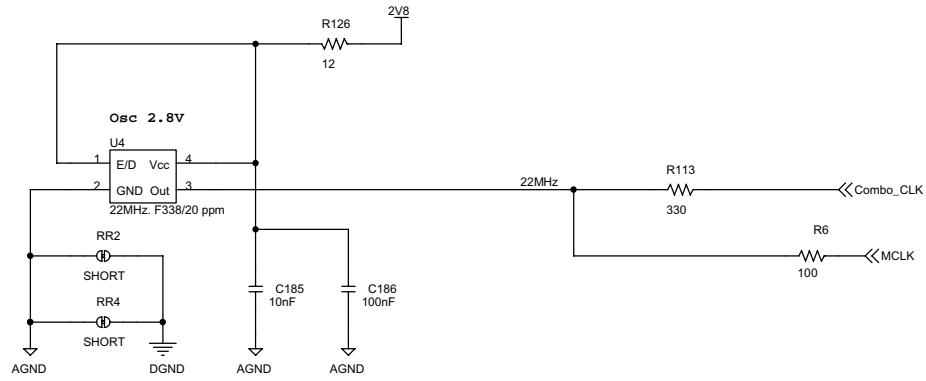 2V8
R126
12
Osc 2.8V
U4
1 E/D Vcc 4
2 GND Out 3
22MHz. F338/20 ppm
22MHz
R113
330
Combo_CLK
R6
100
MCLK
RR2
SHORT
RR4
SHORT
C185
10nF
C186
100nF
AGND
DGND
AGND
AGND